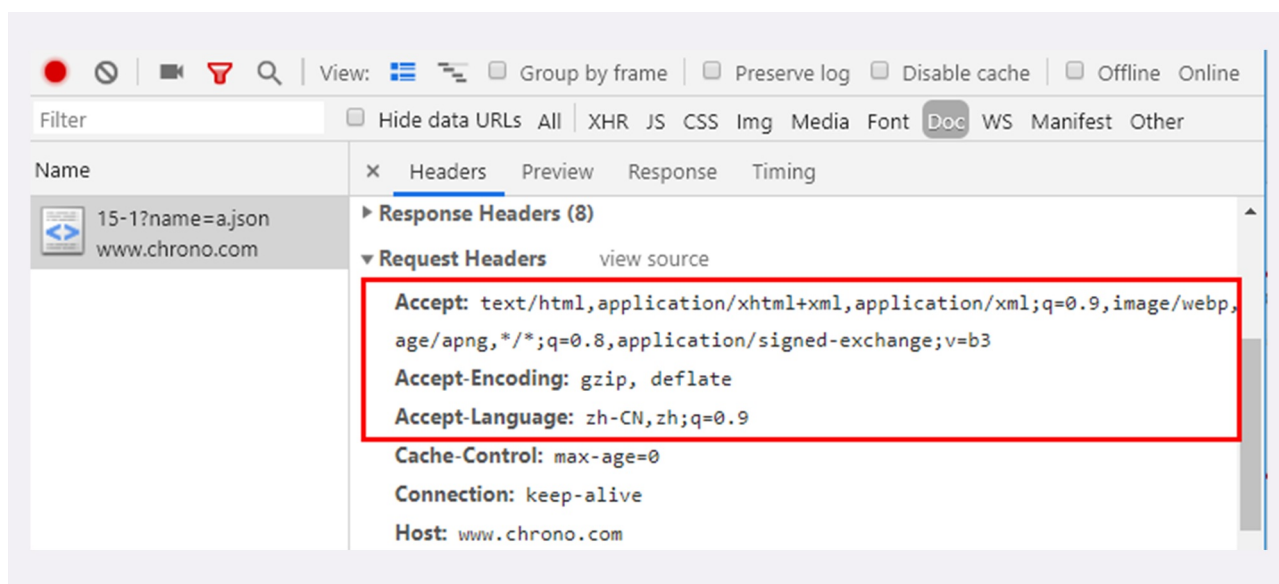 View: Group by frame Preserve log Disable cache Offline Online
Filter Hide data URLs All XHR JS CSS Img Media Font Doc WS Manifest Other
Name × Headers Preview Response Timing
15-1?name=a.json
www.chrono.com
Response Headers (8)
Request Headers view source
Accept: text/html,application/xhtml+xml,application/xml;q=0.9,image/webp,
age/apng,*/*;q=0.8,application/signed-exchange;v=b3
Accept-Encoding: gzip, deflate
Accept-Language: zh-CN,zh;q=0.9
Cache-Control: max-age=0
Connection: keep-alive
Host: www.chrono.com